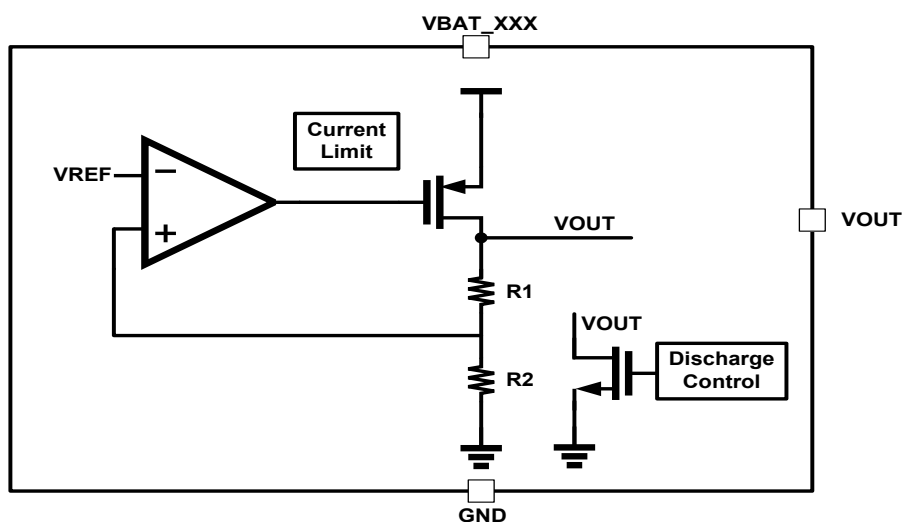 VBAT_XXX
Current
Limit
VREF
−
+
VOUT
VOUT
R1
VOUT
R2
Discharge
Control
GND